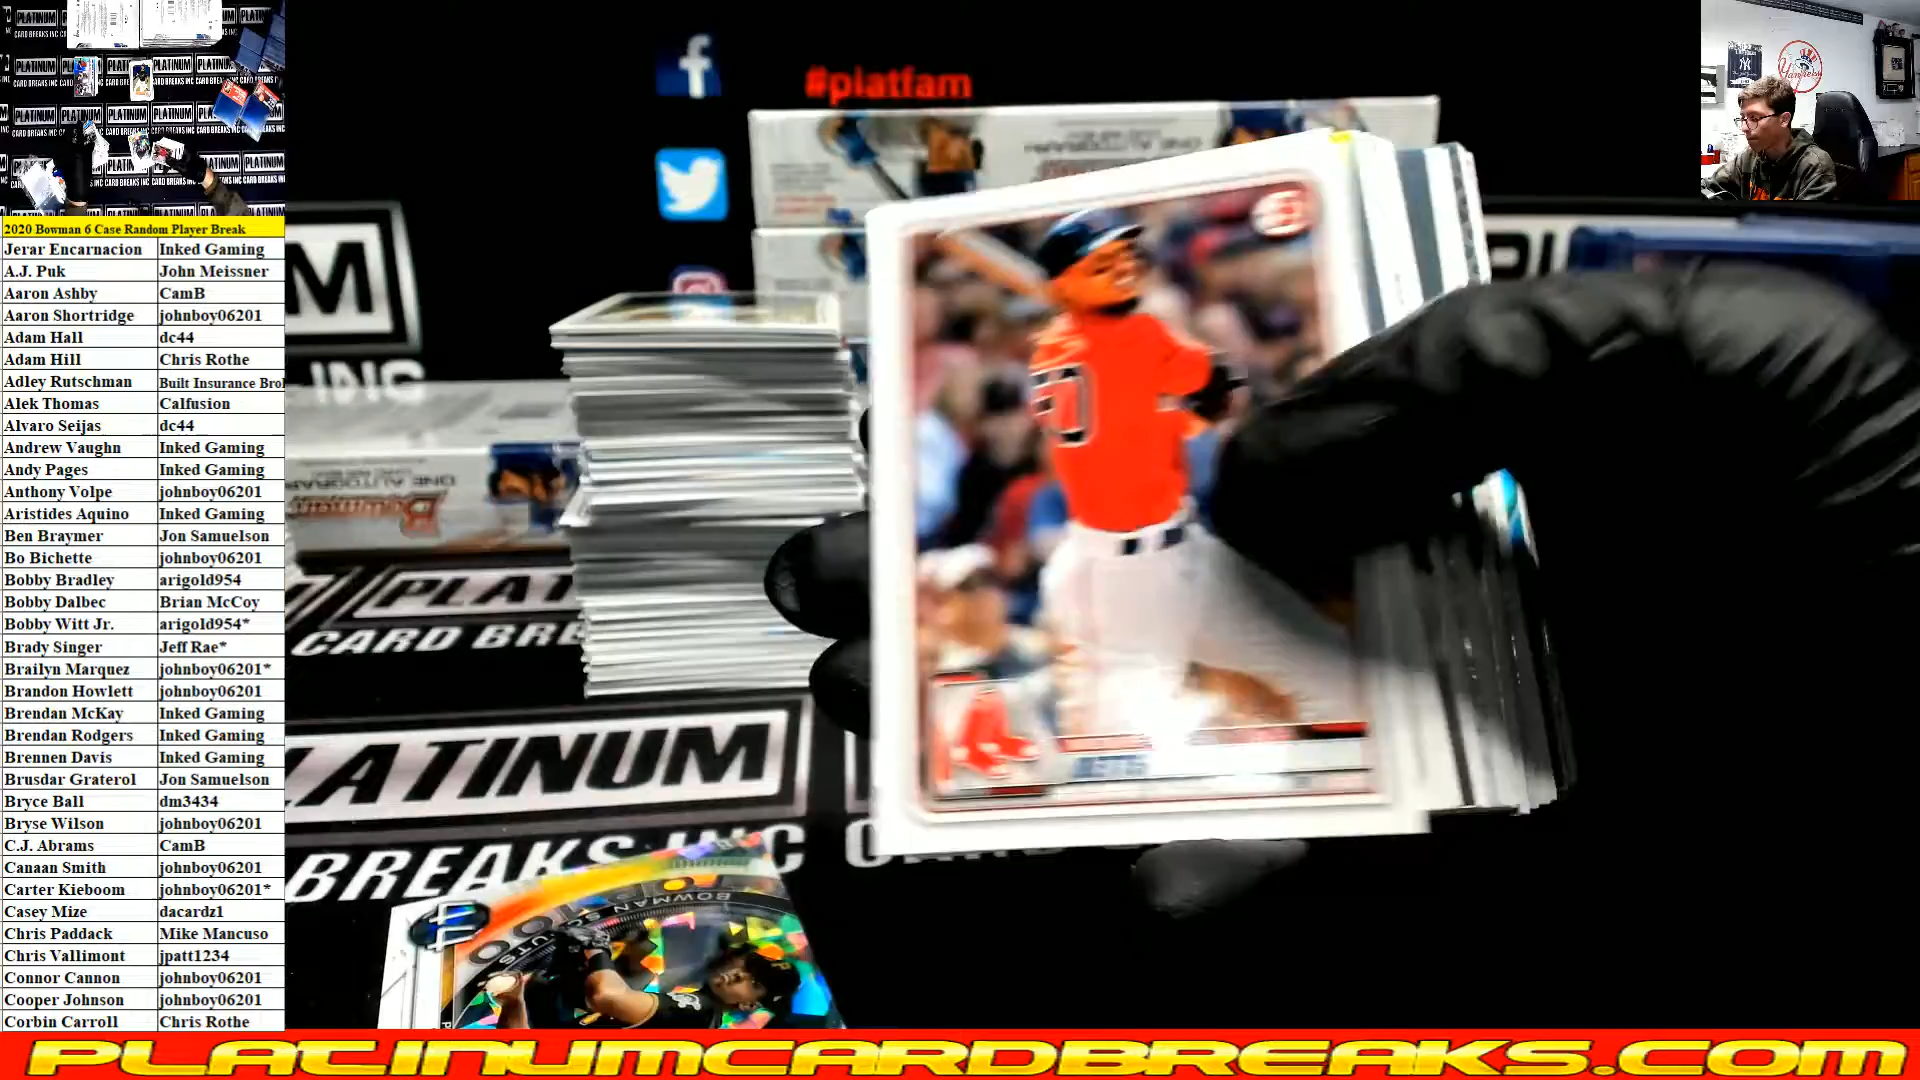 #platfam
2020 Bowman 6 Case Random Player Break
Jerar Encarnacion Inked Gaming
A.J. Puk John Meissner
Aaron Ashby CamB
Aaron Shortridge johnboy06201
Adam Hall dc44
Adam Hill Chris Rothe
Adley Rutschman Built Insurance Bro
Alek Thomas Calfusion
Alvaro Seijas dc44
Andrew Vaughn Inked Gaming
Andy Pages Inked Gaming
Anthony Volpe johnboy06201
Aristides Aquino Inked Gaming
Ben Braymer Jon Samuelson
Bo Bichette johnboy06201
Bobby Bradley arigold954
Bobby Dalbec Brian McCoy
Bobby Witt Jr. arigold954*
Brady Singer Jeff Rae*
Brailyn Marquez johnboy06201*
Brandon Howlett johnboy06201
Brendan McKay Inked Gaming
Brendan Rodgers Inked Gaming
Brennen Davis Inked Gaming
Brusdar Graterol Jon Samuelson
Bryce Ball dm3434
Bryse Wilson johnboy06201
C.J. Abrams CamB
Canaan Smith johnboy06201
Carter Kieboom johnboy06201*
Casey Mize dacardz1
Chris Paddack Mike Mancuso
Chris Vallimont jpatt1234
Connor Cannon johnboy06201
Cooper Johnson johnboy06201
Corbin Carroll Chris Rothe
INC
PLAT
CARD BRE
LATINUM
BREAKS INC
BETTS
PLATINUMCARDBREAKS.COM